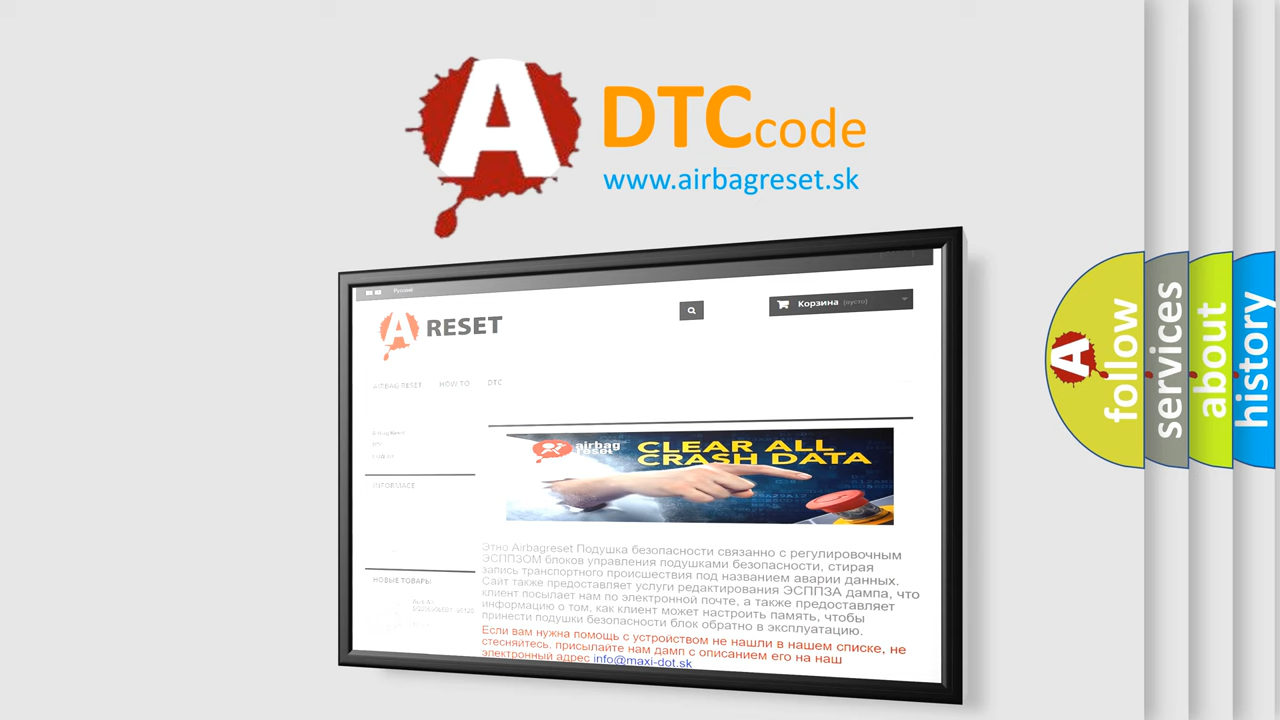 A DTCcode
www.airbagreset.sk
Русский
A RESET
Корзина (пусто)
AIRBAG RESET HOW TO DTC
Airbag Reset
DTC
INFORMACE
airbag
reset
CLEAR ALL
CRASH DATA
Этно Airbagreset Подушка безопасности связанно с регулировочным
ЭСППЗОМ блоков управления подушками безопасности, стирая
запись транспортного происшествия под названием аварии данных.
Сайт также предоставляет услуги редактирования ЭСППЗА дампа, что
клиент посылает нам по электронной почте, а также предоставляет
информацию о том, как клиент может настроить память, чтобы
принести подушки безопасности блок обратно в эксплуатацию.
Если вам нужна помощь с устройством не нашли в нашем списке, не
стесняйтесь, присылайте нам дамп с описанием его на наш
электронный адрес info@maxi-dot.sk
НОВЫЕ ТОВАРЫ
A follow
services
about
history